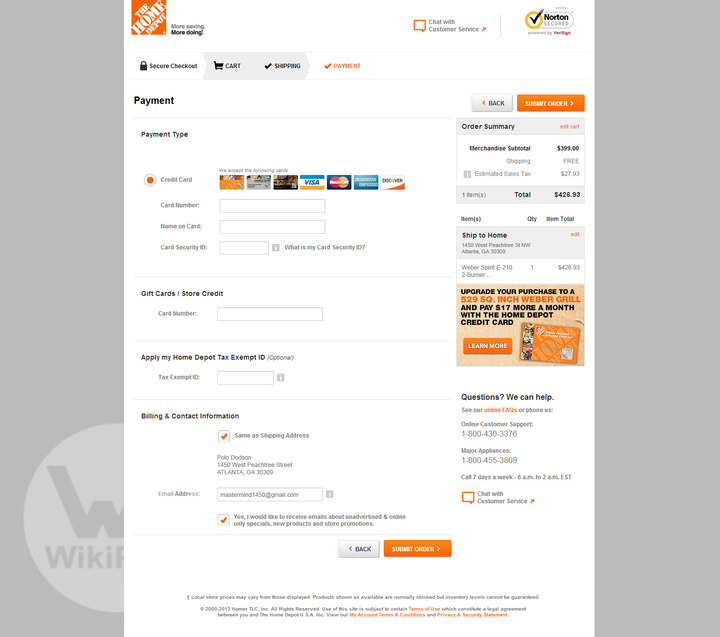 THE HOME DEPOT
More saving.
More doing.
Chat with
Customer Service
Norton
SECURED
powered by VeriSign
Secure Checkout
CART
SHIPPING
PAYMENT
Payment
BACK
SUBMIT ORDER
Payment Type
We accept the following cards
Credit Card
VISA
MasterCard
DISCOVER
Card Number:
Name on Card:
Card Security ID:
What is my Card Security ID?
Gift Cards / Store Credit
Card Number:
Apply my Home Depot Tax Exempt ID (Optional)
Tax Exempt ID:
Billing & Contact Information
Same as Shipping Address
Polo Dodson
1450 West Peachtree Street
ATLANTA, GA 30309
Email Address:
mastermind1450@gmail.com
Yes, I would like to receive emails about unadvertised & online
only specials, new products and store promotions.
BACK
SUBMIT ORDER
Order Summary
edit cart
Merchandise Subtotal $399.00
Shipping FREE
Estimated Sales Tax $27.93
1 item(s) Total $426.93
Item(s) Qty Item Total
Ship to Home
edit
1450 West Peachtree St NW
Atlanta, GA 30309
Weber Spirit E-210 1 $426.93
2-Burner ...
UPGRADE YOUR PURCHASE TO A
529 SQ. INCH WEBER GRILL
AND PAY $17 MORE A MONTH
WITH THE HOME DEPOT
CREDIT CARD
LEARN MORE
Questions? We can help.
See our online FAQs or phone us:
Online Customer Support:
1-800-430-3376
Major Appliances:
1-800-455-3869
Call 7 days a week - 6 a.m. to 2 a.m. EST
Chat with
Customer Service
† Local store prices may vary from those displayed. Products shown as available are normally stocked but inventory levels cannot be guaranteed.
© 2000-2013 Homer TLC, Inc. All Rights Reserved. Use of this site is subject to certain Terms of Use which constitute a legal agreement
between you and The Home Depot U.S.A. Inc. View our My Account Terms & Conditions and Privacy & Security Statement.